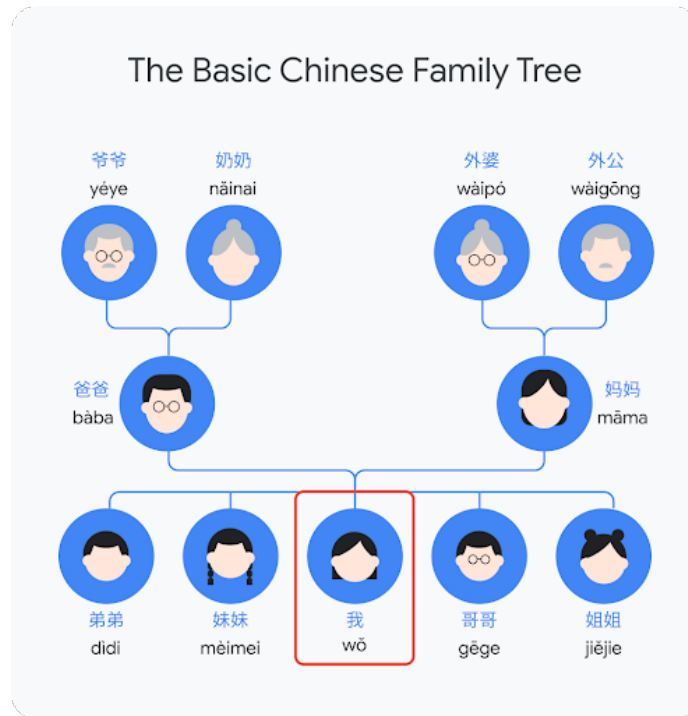 The Basic Chinese Family Tree
爷爷 奶奶 外婆 外公
yéye nǎinai wàipó wàigōng
爸爸 妈妈
bàba māma
弟弟 妹妹 我 哥哥 姐姐
dìdi mèimei wǒ gēge jiějie